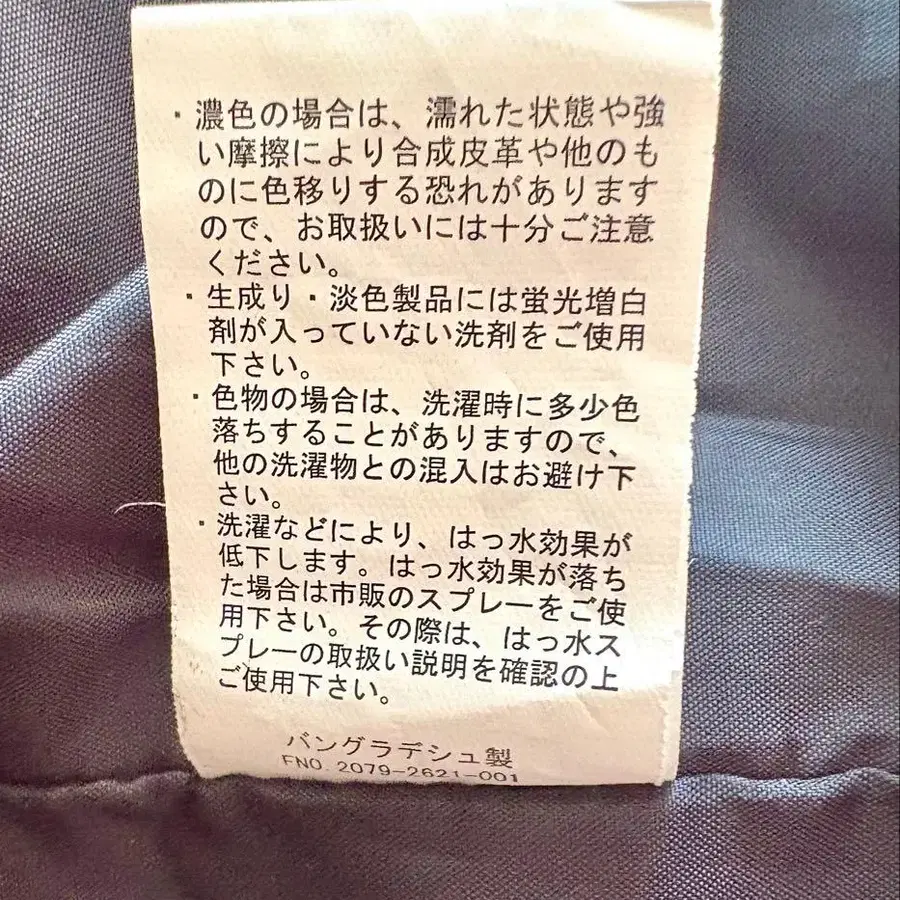 ・濃色の場合は、濡れた状態や強
い摩擦により合成皮革や他のも
のに色移りする恐れがあります
ので、お取扱いには十分ご注意
ください。
・生成り・淡色製品には蛍光増白
剤が入っていない洗剤をご使用
下さい。
・色物の場合は、洗濯時に多少色
落ちすることがありますので、
他の洗濯物との混入はお避け下
さい。
・洗濯などにより、はっ水効果が
低下します。はっ水効果が落ち
た場合は市販のスプレーをご使
用下さい。その際は、はっ水ス
プレーの取扱い説明を確認の上
ご使用下さい。
バングラデシュ製
FNO. 2079-2621-001